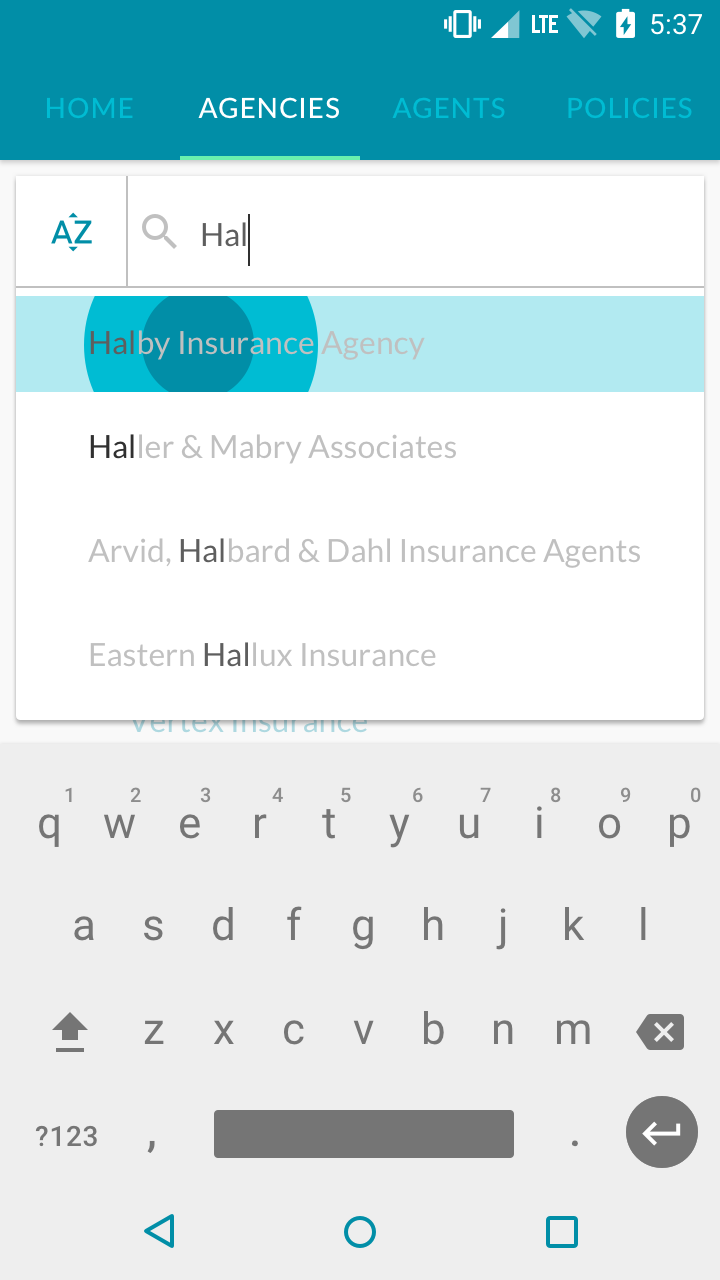 LTE 5:37
HOME AGENCIES AGENTS POLICIES
AZ Hal
Halby Insurance Agency
Haller & Mabry Associates
Arvid, Halbard & Dahl Insurance Agents
Eastern Hallux Insurance
Vertex Insurance
1 2 3 4 5 6 7 8 9 0
q w e r t y u i o p
a s d f g h j k l
z x c v b n m
?123 , .